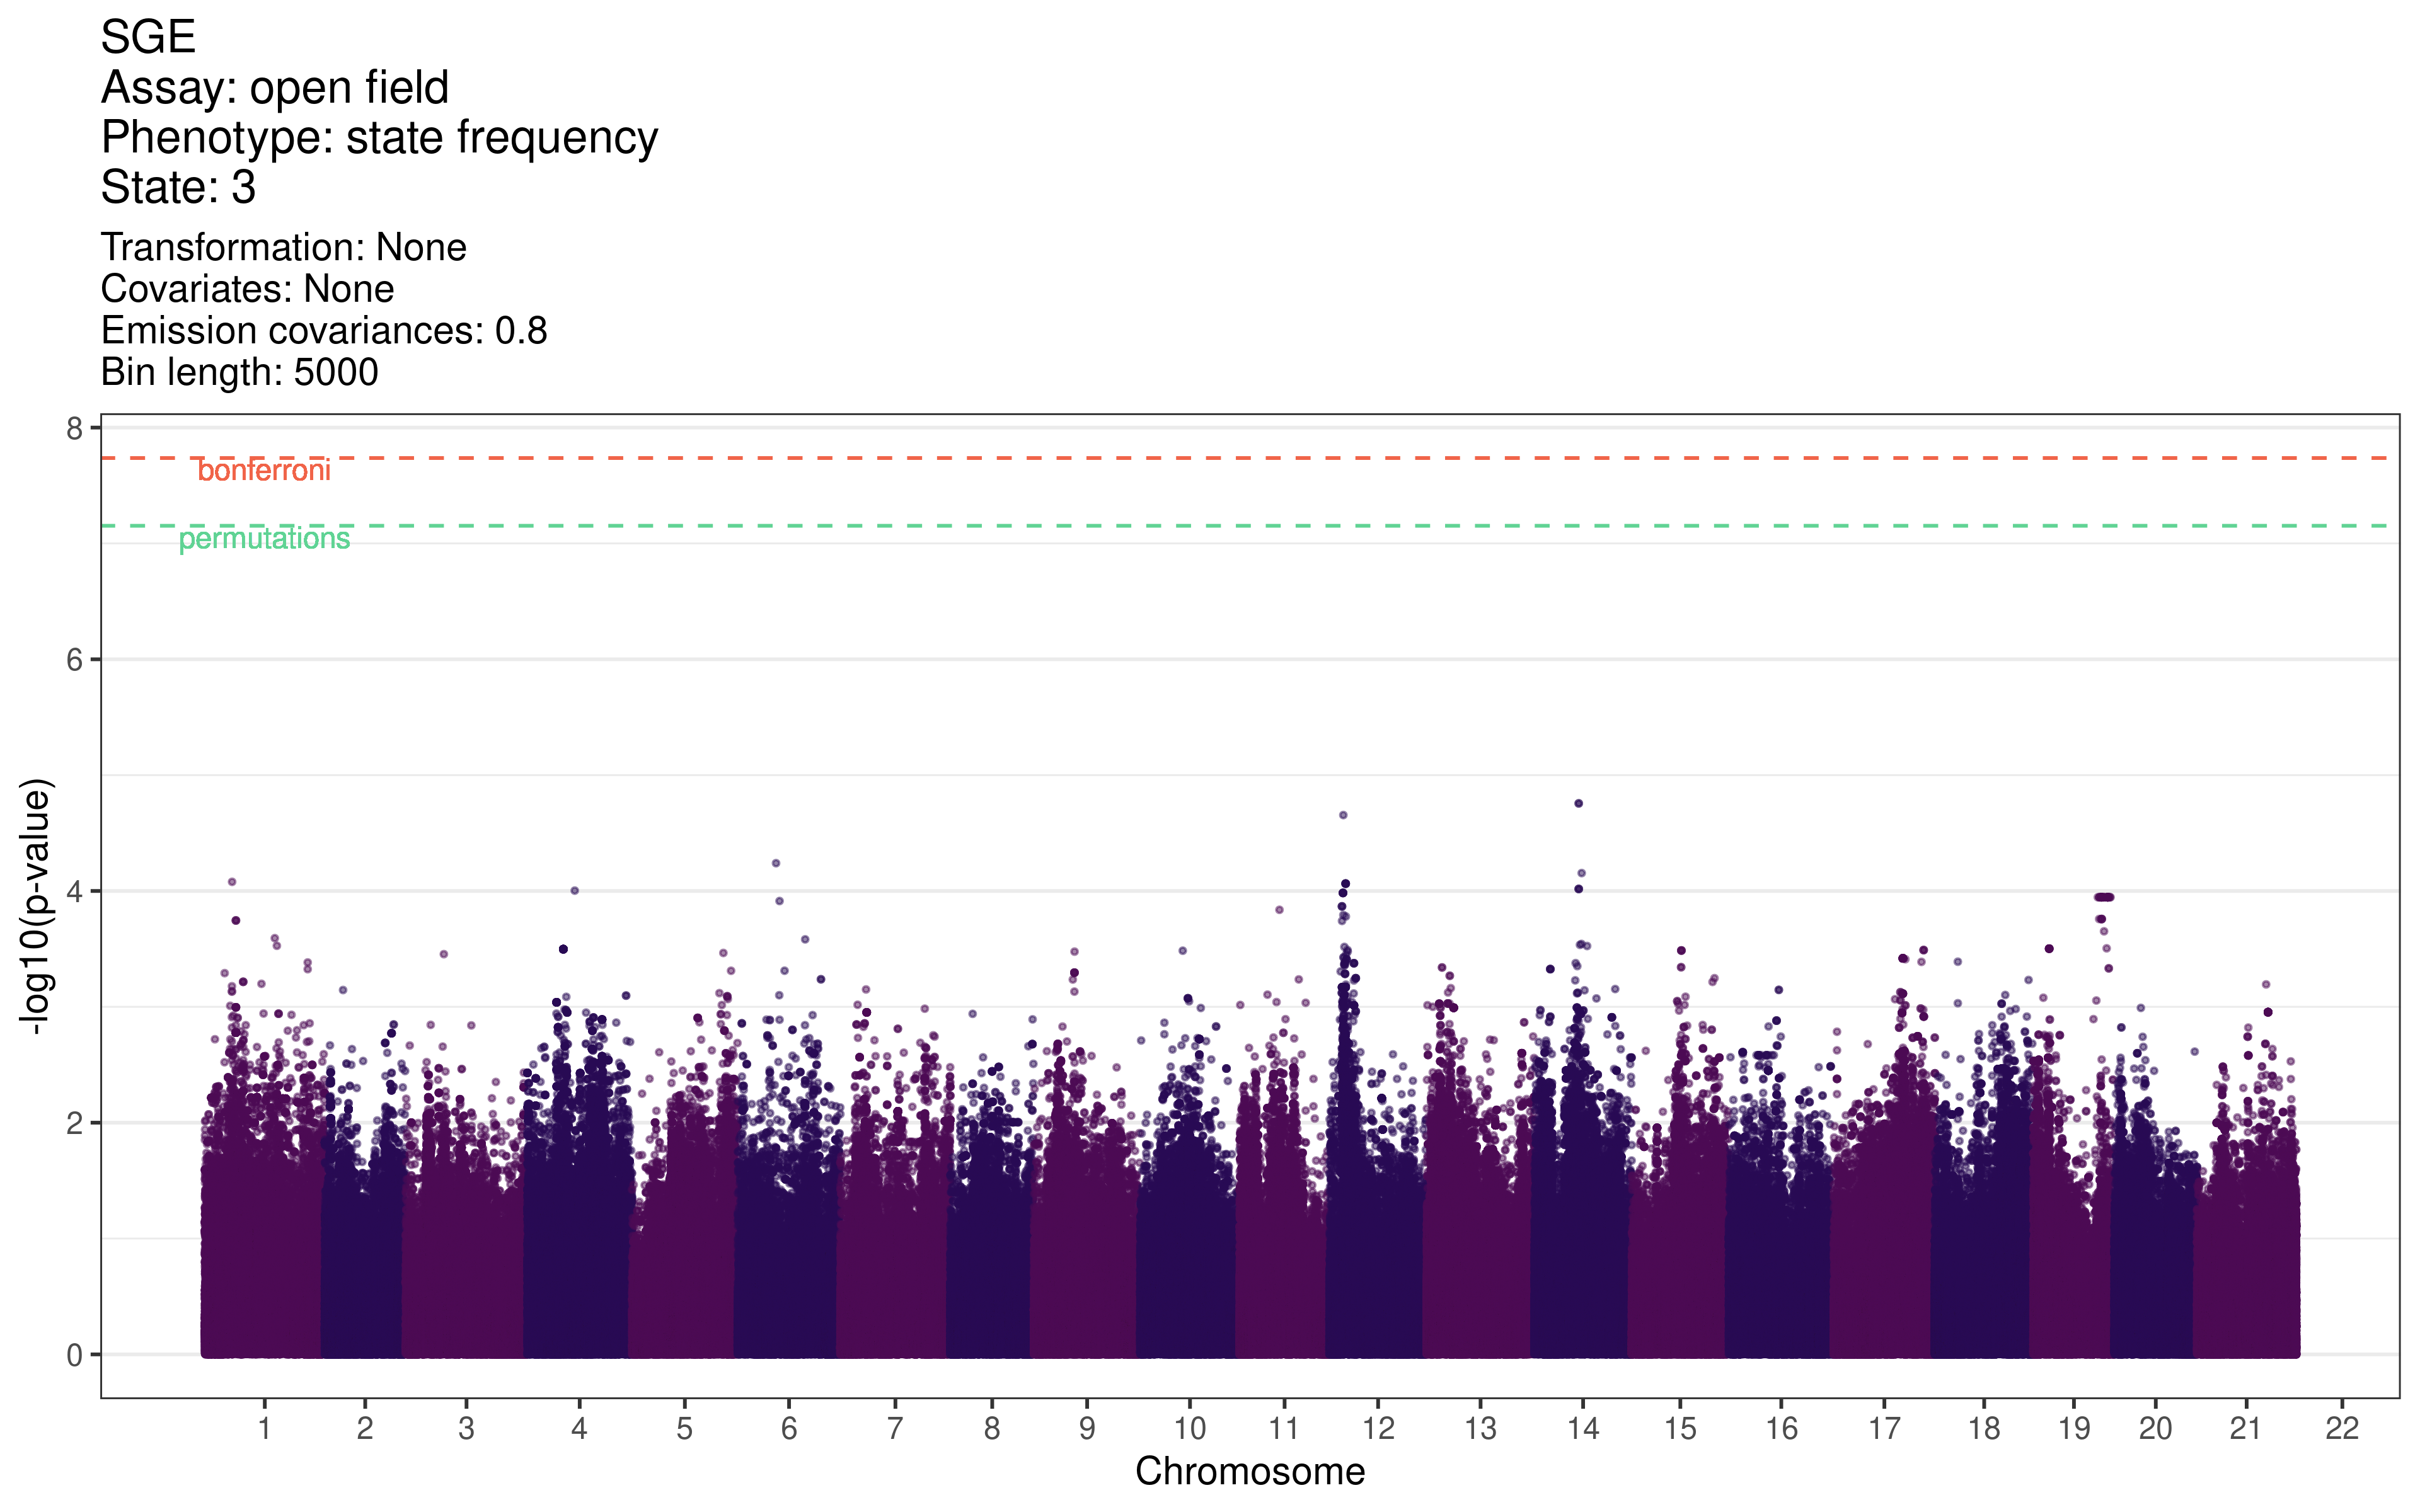 SGE
Assay: open field
Phenotype: state frequency
State: 3
Transformation: None
Covariates: None
Emission covariances: 0.8
Bin length: 5000
8
bonferroni
permutations
6
4
2
0
-log10(p-value)
1 2 3 4 5 6 7 8 9 10 11 12 13 14 15 16 17 18 19 20 21 22
Chromosome